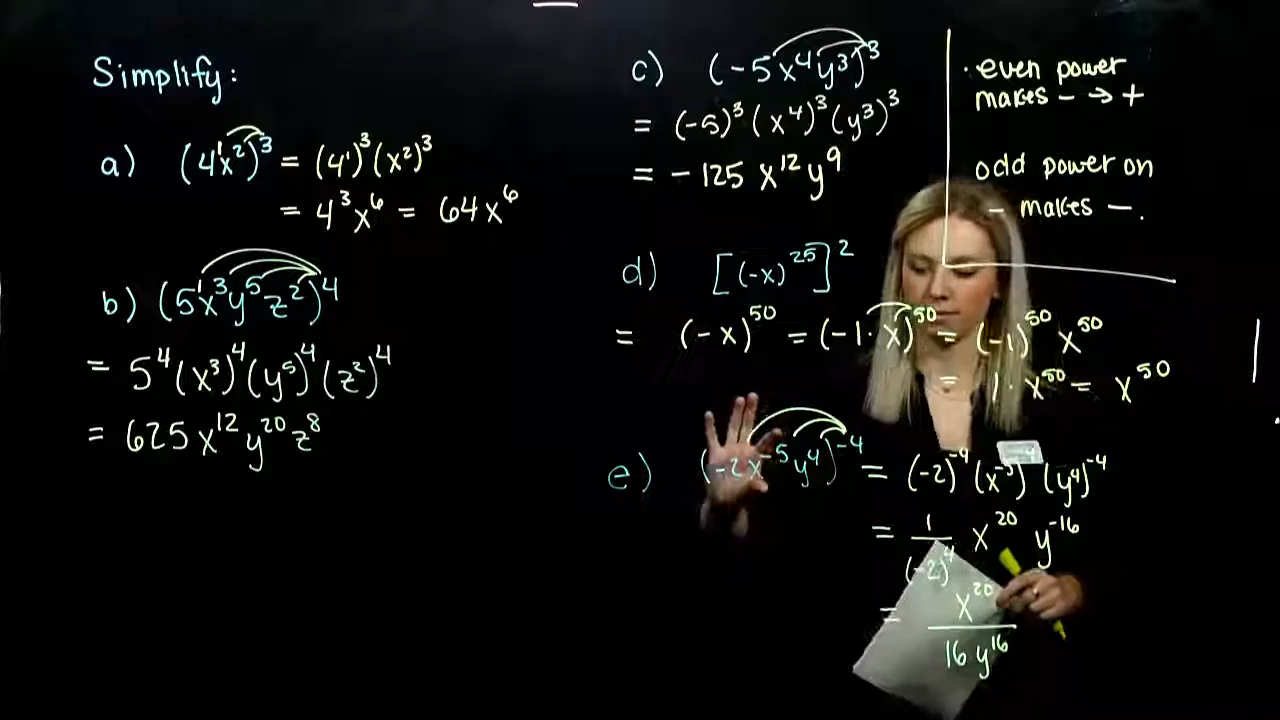 Simplify:
a) (4¹x²)³ = (4¹)³(x²)³
= 4³x⁶ = 64x⁶
b) (5¹x³y⁵z²)⁴
= 5⁴(x³)⁴(y⁵)⁴(z²)⁴
= 625x¹²y²⁰z⁸
c) (-5x⁴y³)³
= (-5)³(x⁴)³(y³)³
= -125x¹²y⁹
d) [(-x)²⁵]²
= (-x)⁵⁰ = (-1·x)⁵⁰ = (-1)⁵⁰x⁵⁰
= 1·x⁵⁰ = x⁵⁰
e) (-2x⁻⁵y⁴)⁻⁴ = (-2)⁻⁴(x⁻⁵)⁻⁴(y⁴)⁻⁴
= 1/(-2)⁴ x²⁰ y⁻¹⁶
= x²⁰/16y¹⁶
· even power
makes - → +
odd power on
- makes -.